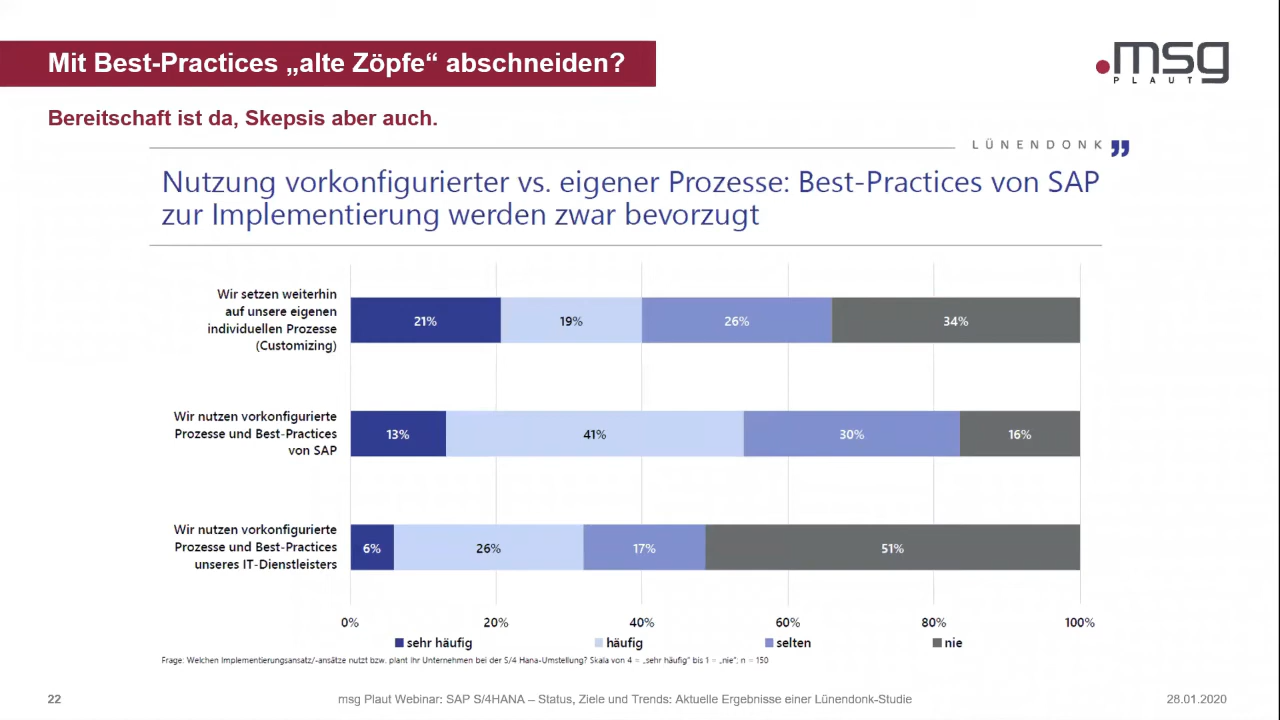 Mit Best-Practices „alte Zöpfe“ abschneiden?
.msg
PLAUT
Bereitschaft ist da, Skepsis aber auch.
LÜNENDONK
Nutzung vorkonfigurierter vs. eigener Prozesse: Best-Practices von SAP
zur Implementierung werden zwar bevorzugt
Wir setzen weiterhin
auf unsere eigenen
individuellen Prozesse
(Customizing)
21% 19% 26% 34%
Wir nutzen vorkonfigurierte
Prozesse und Best-Practices
von SAP
13% 41% 30% 16%
Wir nutzen vorkonfigurierte
Prozesse und Best-Practices
unseres IT-Dienstleisters
6% 26% 17% 51%
0% 20% 40% 60% 80% 100%
sehr häufig häufig selten nie
Frage: Welchen Implementierungsansatz/-ansätze nutzt bzw. plant Ihr Unternehmen bei der S/4 Hana-Umstellung? Skala von 4 = „sehr häufig“ bis 1 = „nie“; n = 150
22 msg Plaut Webinar: SAP S/4HANA – Status, Ziele und Trends: Aktuelle Ergebnisse einer Lünendonk-Studie 28.01.2020